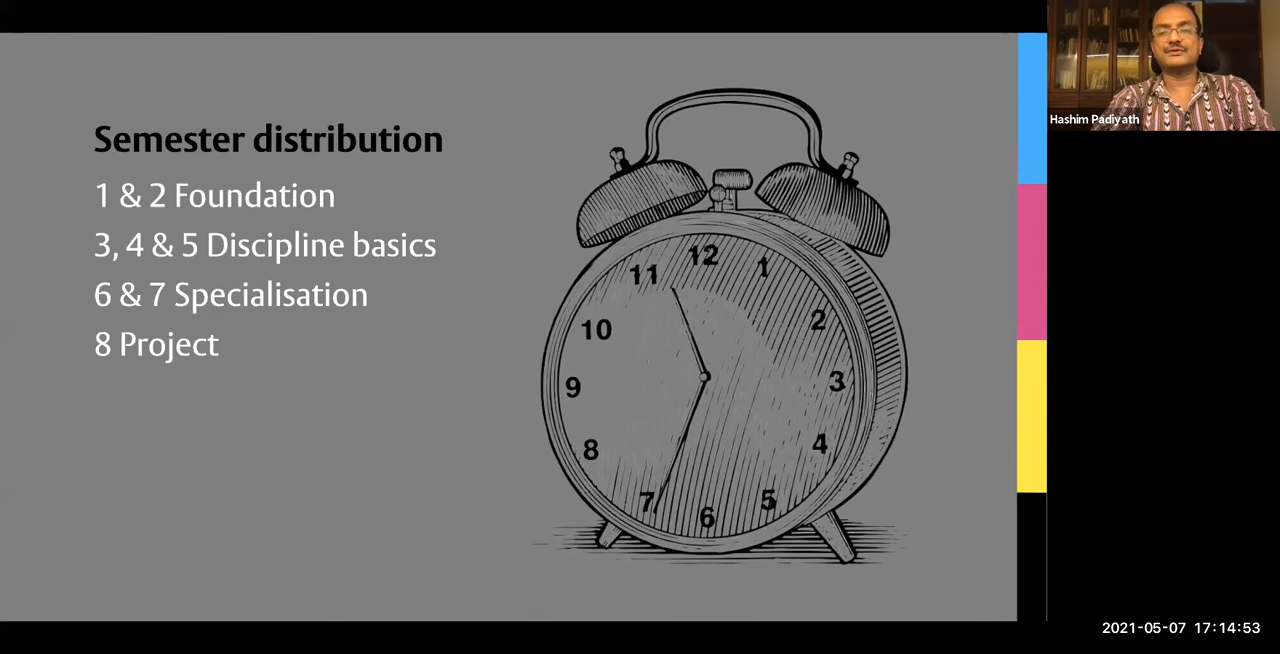 Semester distribution
1 & 2 Foundation
3, 4 & 5 Discipline basics
6 & 7 Specialisation
8 Project
12
1
2
3
4
5
6
7
8
9
10
11
Hashim Padiyath
2021-05-07 17:14:53